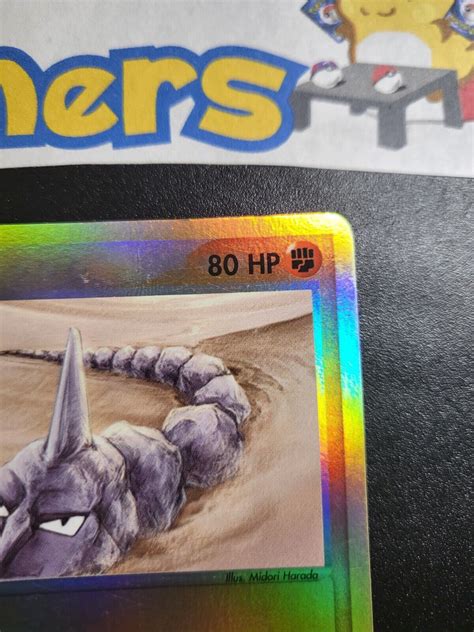 ners
80 HP
Illus. Midori Harada